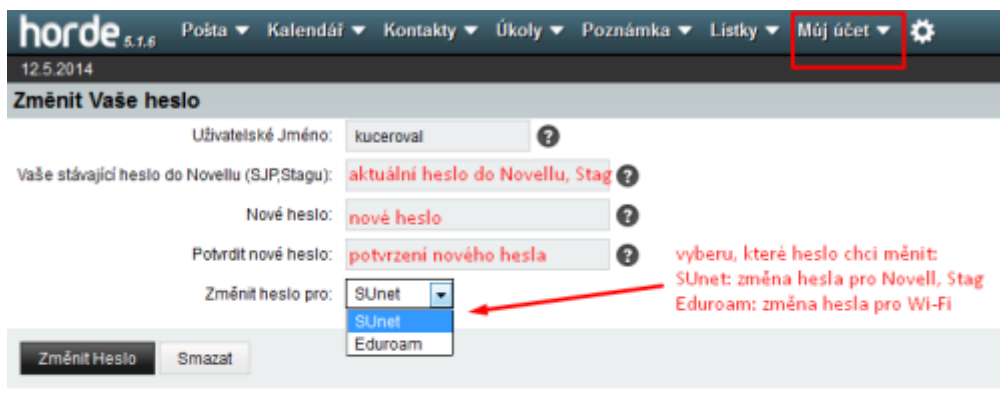 horde 5.1.6 Pošta Kalendář Kontakty Úkoly Poznámka Lístky Můj účet
12.5.2014
Změnit Vaše heslo
Uživatelské Jméno: kuceroval
Vaše stávající heslo do Novellu (SJP,Stagu): aktuální heslo do Novellu, Stag
Nové heslo: nové heslo
Potvrdit nové heslo: potvrzení nového hesla
vyberu, které heslo chci měnit:
Změnit heslo pro: SUnet SUnet: změna hesla pro Novell, Stag
Eduroam: změna hesla pro Wi-Fi
SUnet
Eduroam
Změnit Heslo Smazat